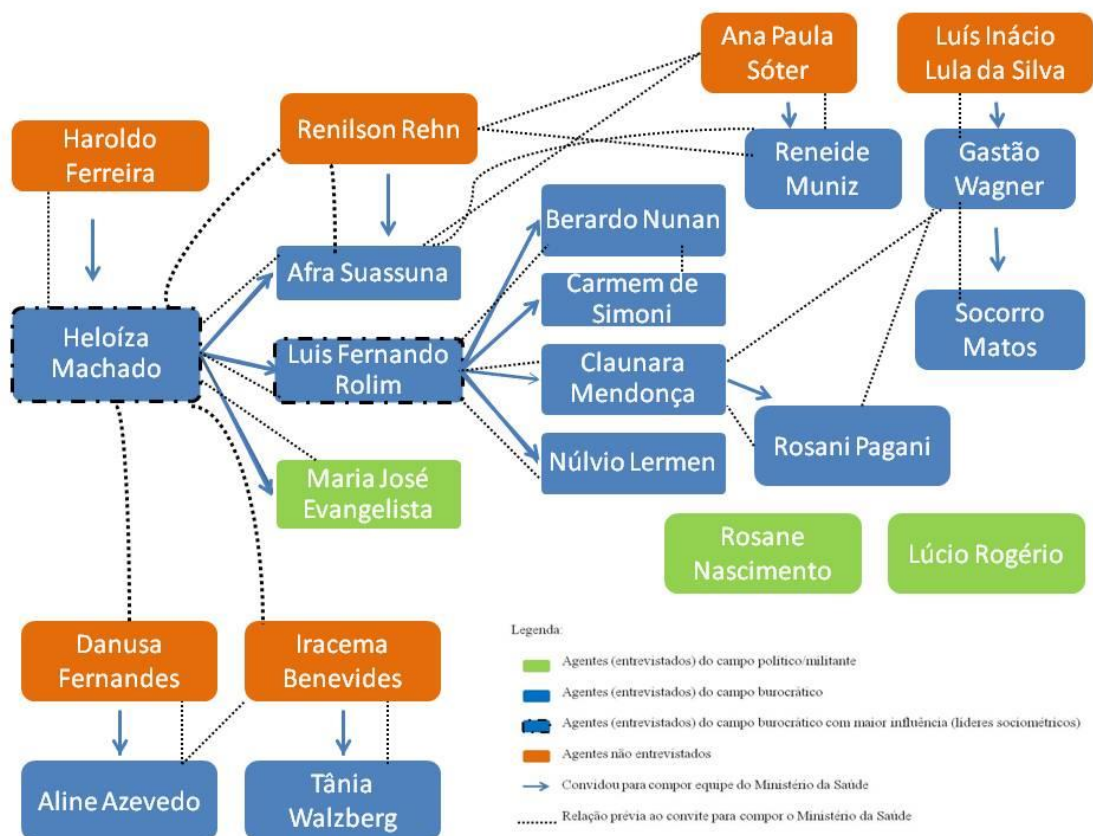 Ana Paula
Sóter
Luís Inácio
Lula da Silva
Haroldo
Ferreira
Renilson Rehn
Reneide
Muniz
Gastão
Wagner
Berardo Nunan
Afra Suassuna
Carmem de
Simoni
Socorro
Matos
Heloíza
Machado
Luis Fernando
Rolim
Claunara
Mendonça
Rosani Pagani
Núlvio Lermen
Maria José
Evangelista
Rosane
Nascimento
Lúcio Rogério
Danusa
Fernandes
Iracema
Benevides
Aline Azevedo
Tânia
Walzberg
Legenda:
Agentes (entrevistados) do campo político/militante
Agentes (entrevistados) do campo burocrático
Agentes (entrevistados) do campo burocrático com maior influência (líderes sociométricos)
Agentes não entrevistados
Convidou para compor equipe do Ministério da Saúde
Relação prévia ao convite para compor o Ministério da Saúde